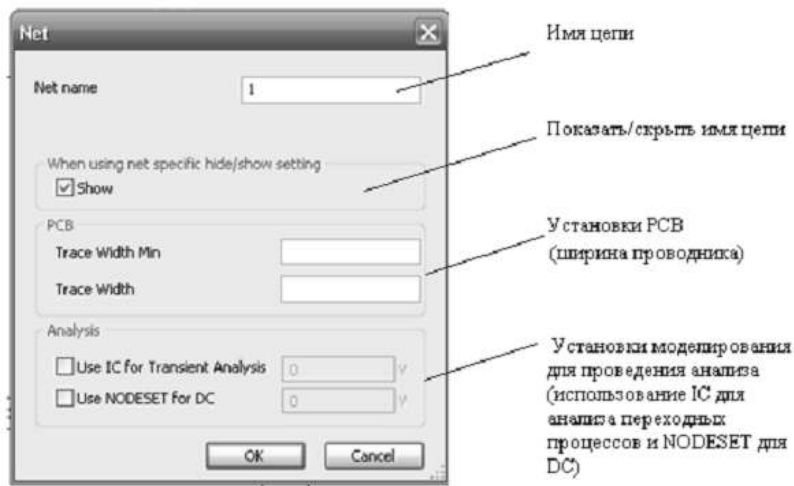 Net
Net name
1
When using net specific hide/show setting
Show
PCB
Trace Width Min
Trace Width
Analysis
Use IC for Transient Analysis
0
V
Use NODESET for DC
0
V
OK
Cancel
Имя цепи
Показать/скрыть имя цепи
Установки PCB
(ширина проводника)
Установки моделирования
для проведения анализа
(использование IC для
анализа переходных
процессов и NODESET для
DC)